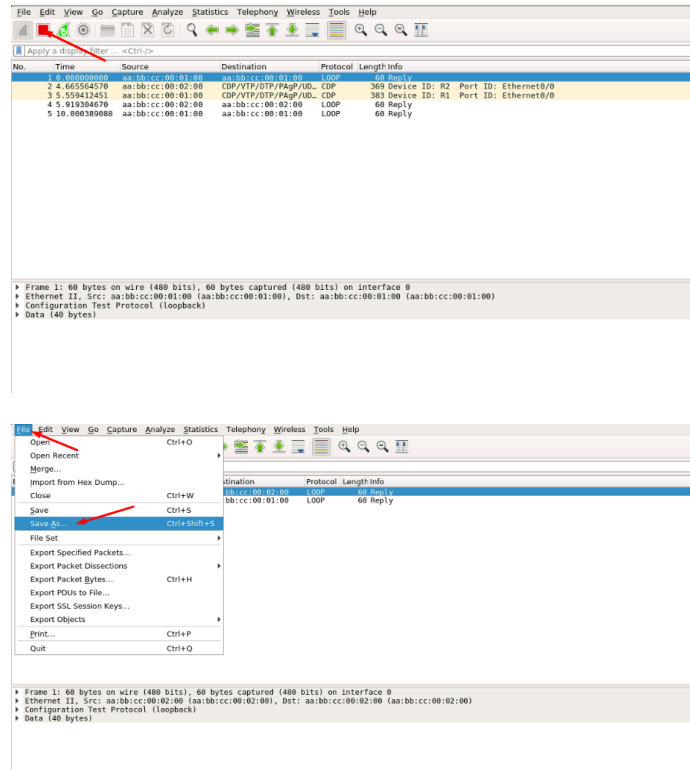 File Edit View Go Capture Analyze Statistics Telephony Wireless Tools Help
Apply a display filter ... <Ctrl-/>
No. Time Source Destination Protocol Length Info
1 0.000000000 aa:bb:cc:00:01:00 aa:bb:cc:00:01:00 LOOP 60 Reply
2 4.665564570 aa:bb:cc:00:02:00 CDP/VTP/DTP/PAgP/UD… CDP 369 Device ID: R2 Port ID: Ethernet0/0
3 5.559412451 aa:bb:cc:00:01:00 CDP/VTP/DTP/PAgP/UD… CDP 383 Device ID: R1 Port ID: Ethernet0/0
4 5.919304670 aa:bb:cc:00:02:00 aa:bb:cc:00:02:00 LOOP 60 Reply
5 10.000389088 aa:bb:cc:00:01:00 aa:bb:cc:00:01:00 LOOP 60 Reply
Frame 1: 60 bytes on wire (480 bits), 60 bytes captured (480 bits) on interface 0
Ethernet II, Src: aa:bb:cc:00:01:00 (aa:bb:cc:00:01:00), Dst: aa:bb:cc:00:01:00 (aa:bb:cc:00:01:00)
Configuration Test Protocol (loopback)
Data (40 bytes)
File Edit View Go Capture Analyze Statistics Telephony Wireless Tools Help
Open Ctrl+O
Open Recent
Merge...
Import from Hex Dump...
Close Ctrl+W
Save Ctrl+S
Save As... Ctrl+Shift+S
File Set
Export Specified Packets...
Export Packet Dissections
Export Packet Bytes... Ctrl+H
Export PDUs to File...
Export SSL Session Keys...
Export Objects
Print... Ctrl+P
Quit Ctrl+Q
stination Protocol Length Info
bb:cc:00:02:00 LOOP 60 Reply
bb:cc:00:01:00 LOOP 60 Reply
Frame 1: 60 bytes on wire (480 bits), 60 bytes captured (480 bits) on interface 0
Ethernet II, Src: aa:bb:cc:00:02:00 (aa:bb:cc:00:02:00), Dst: aa:bb:cc:00:02:00 (aa:bb:cc:00:02:00)
Configuration Test Protocol (loopback)
Data (40 bytes)